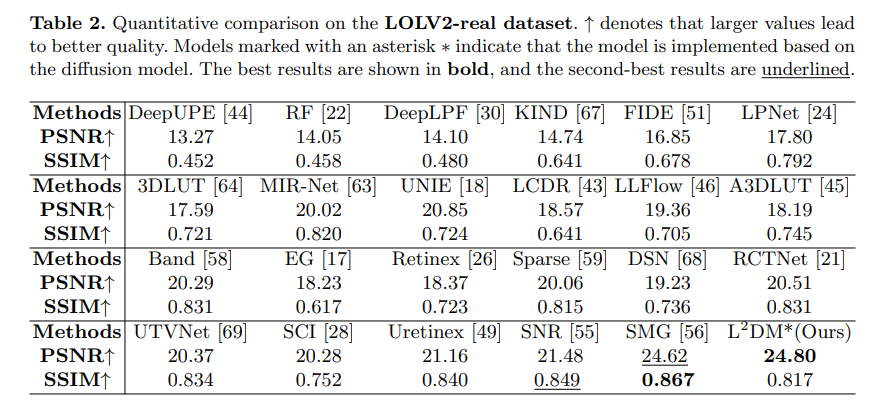 Table 2. Quantitative comparison on the LOLV2-real dataset. ↑ denotes that larger values lead
to better quality. Models marked with an asterisk ∗ indicate that the model is implemented based on
the diffusion model. The best results are shown in bold, and the second-best results are underlined.
Methods DeepUPE [44] RF [22] DeepLPF [30] KIND [67] FIDE [51] LPNet [24]
PSNR↑ 13.27 14.05 14.10 14.74 16.85 17.80
SSIM↑ 0.452 0.458 0.480 0.641 0.678 0.792
Methods 3DLUT [64] MIR-Net [63] UNIE [18] LCDR [43] LLFlow [46] A3DLUT [45]
PSNR↑ 17.59 20.02 20.85 18.57 19.36 18.19
SSIM↑ 0.721 0.820 0.724 0.641 0.705 0.745
Methods Band [58] EG [17] Retinex [26] Sparse [59] DSN [68] RCTNet [21]
PSNR↑ 20.29 18.23 18.37 20.06 19.23 20.51
SSIM↑ 0.831 0.617 0.723 0.815 0.736 0.831
Methods UTVNet [69] SCI [28] Uretinex [49] SNR [55] SMG [56] L²DM*(Ours)
PSNR↑ 20.37 20.28 21.16 21.48 24.62 24.80
SSIM↑ 0.834 0.752 0.840 0.849 0.867 0.817